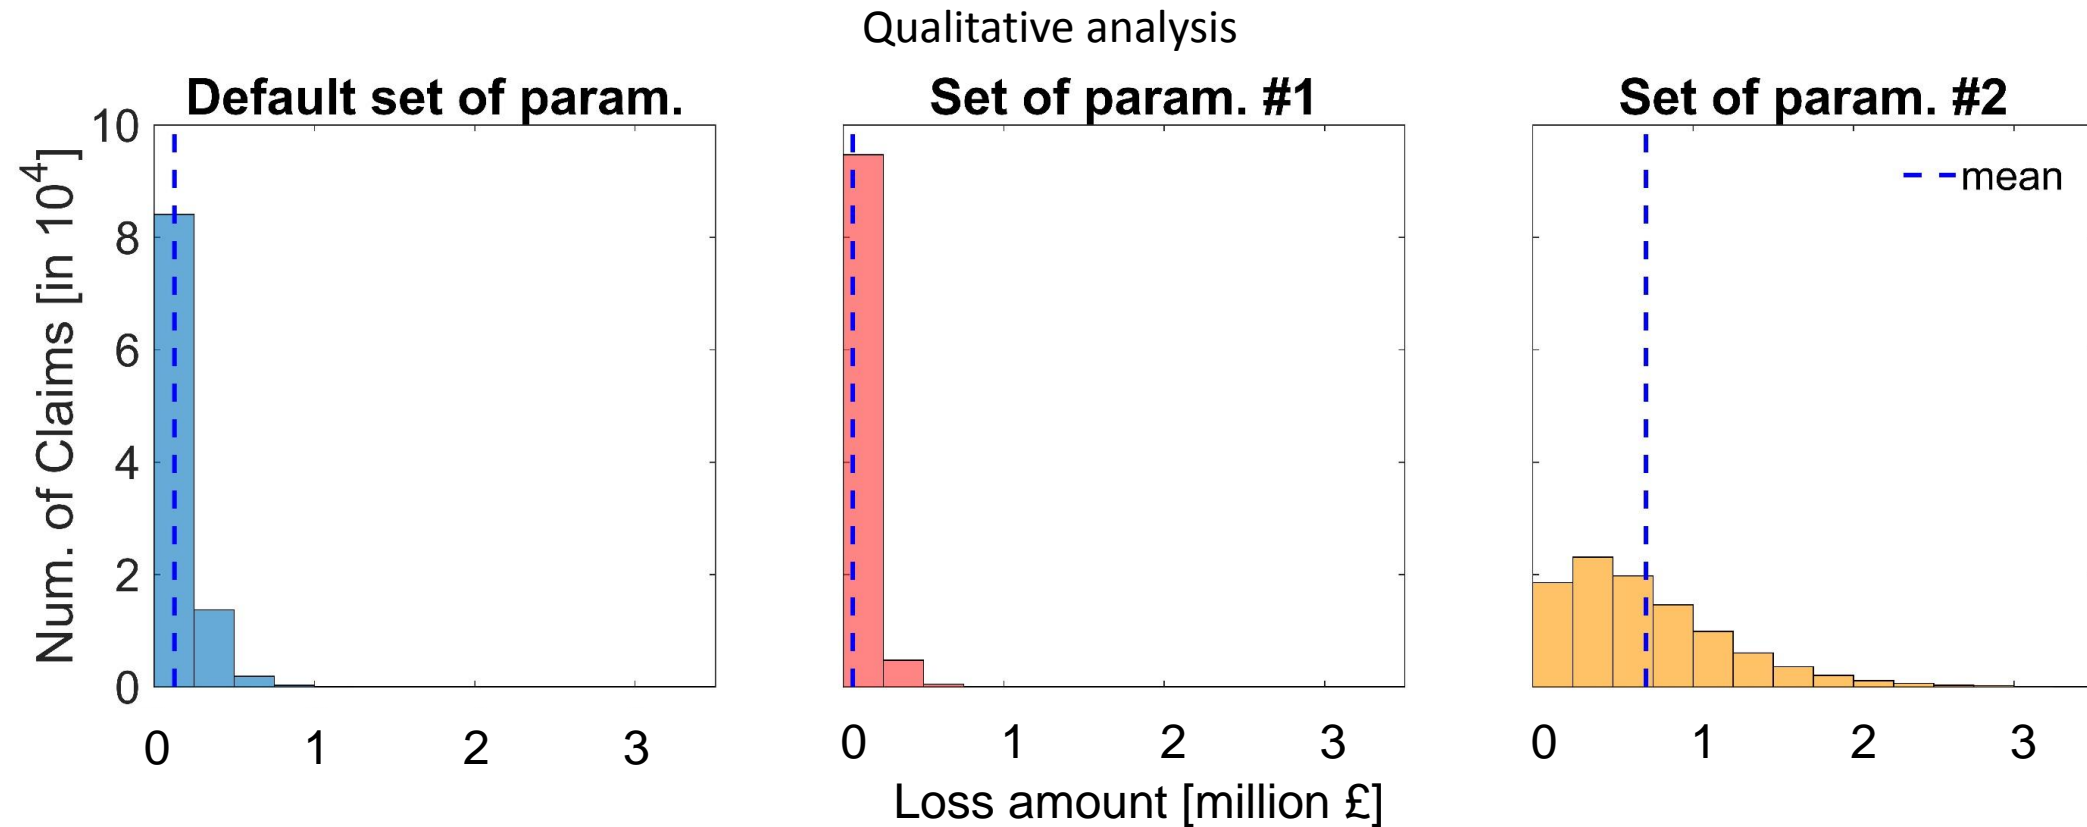 Qualitative analysis
Default set of param.
Set of param. #1
Set of param. #2
Num. of Claims [in 10^4]
10
8
6
4
2
0
mean
0 1 2 3
0 1 2 3
0 1 2 3
Loss amount [million £]